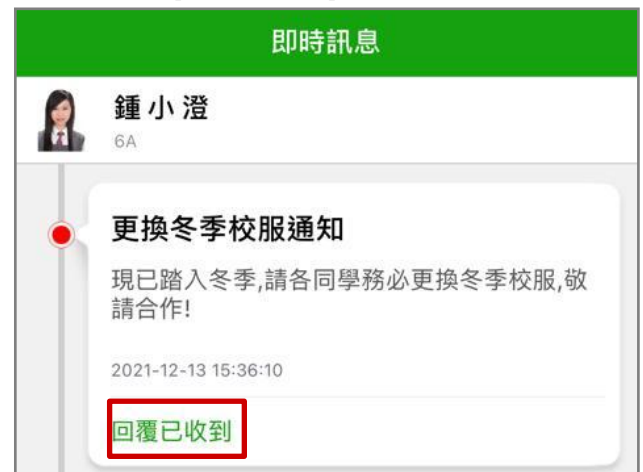 即時訊息
鍾小澄
6A
更換冬季校服通知
現已踏入冬季,請各同學務必更換冬季校服,敬
請合作!
2021-12-13 15:36:10
回覆已收到